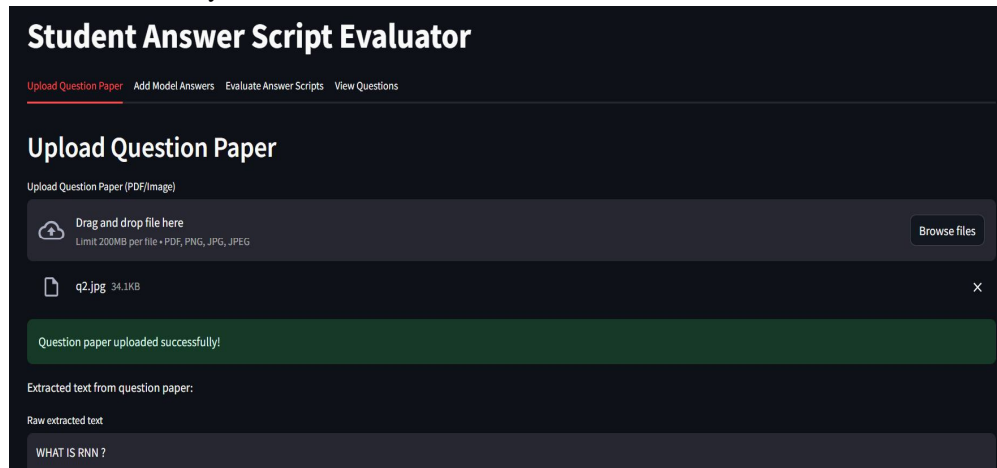 Student Answer Script Evaluator
Upload Question Paper Add Model Answers Evaluate Answer Scripts View Questions
Upload Question Paper
Upload Question Paper (PDF/Image)
Drag and drop file here
Limit 200MB per file • PDF, PNG, JPG, JPEG
Browse files
q2.jpg 34.1KB
Question paper uploaded successfully!
Extracted text from question paper:
Raw extracted text
WHAT IS RNN ?